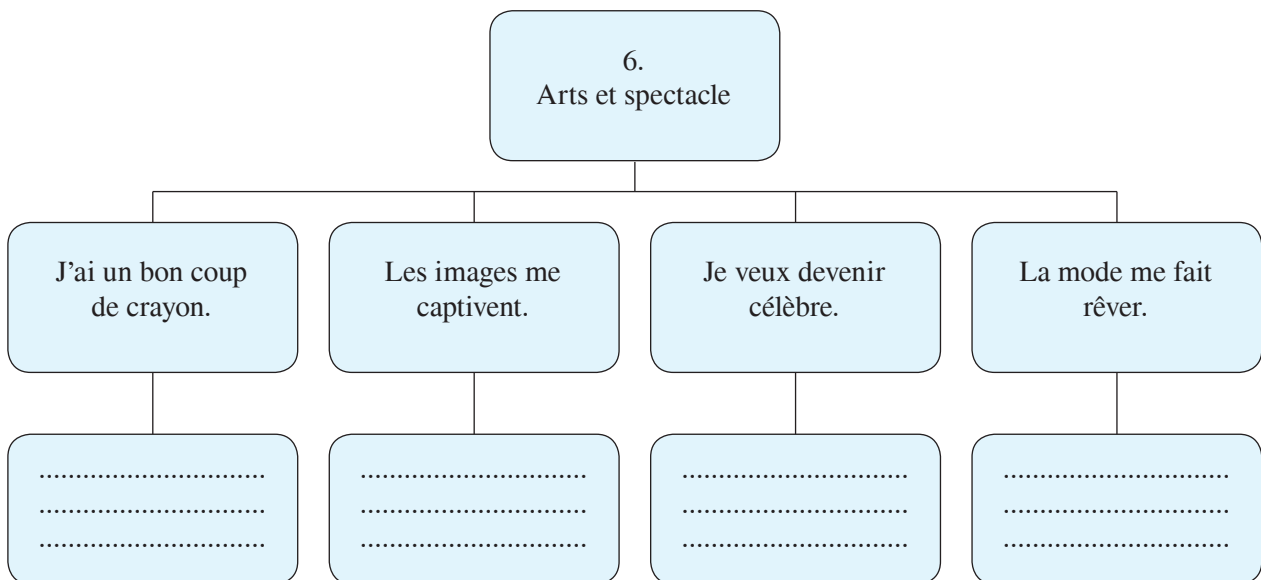 6.
Arts et spectacle
J’ai un bon coup
de crayon.
Les images me
captivent.
Je veux devenir
célèbre.
La mode me fait
rêver.
...............................
...............................
...............................
...............................
...............................
...............................
...............................
...............................
...............................
...............................
...............................
...............................